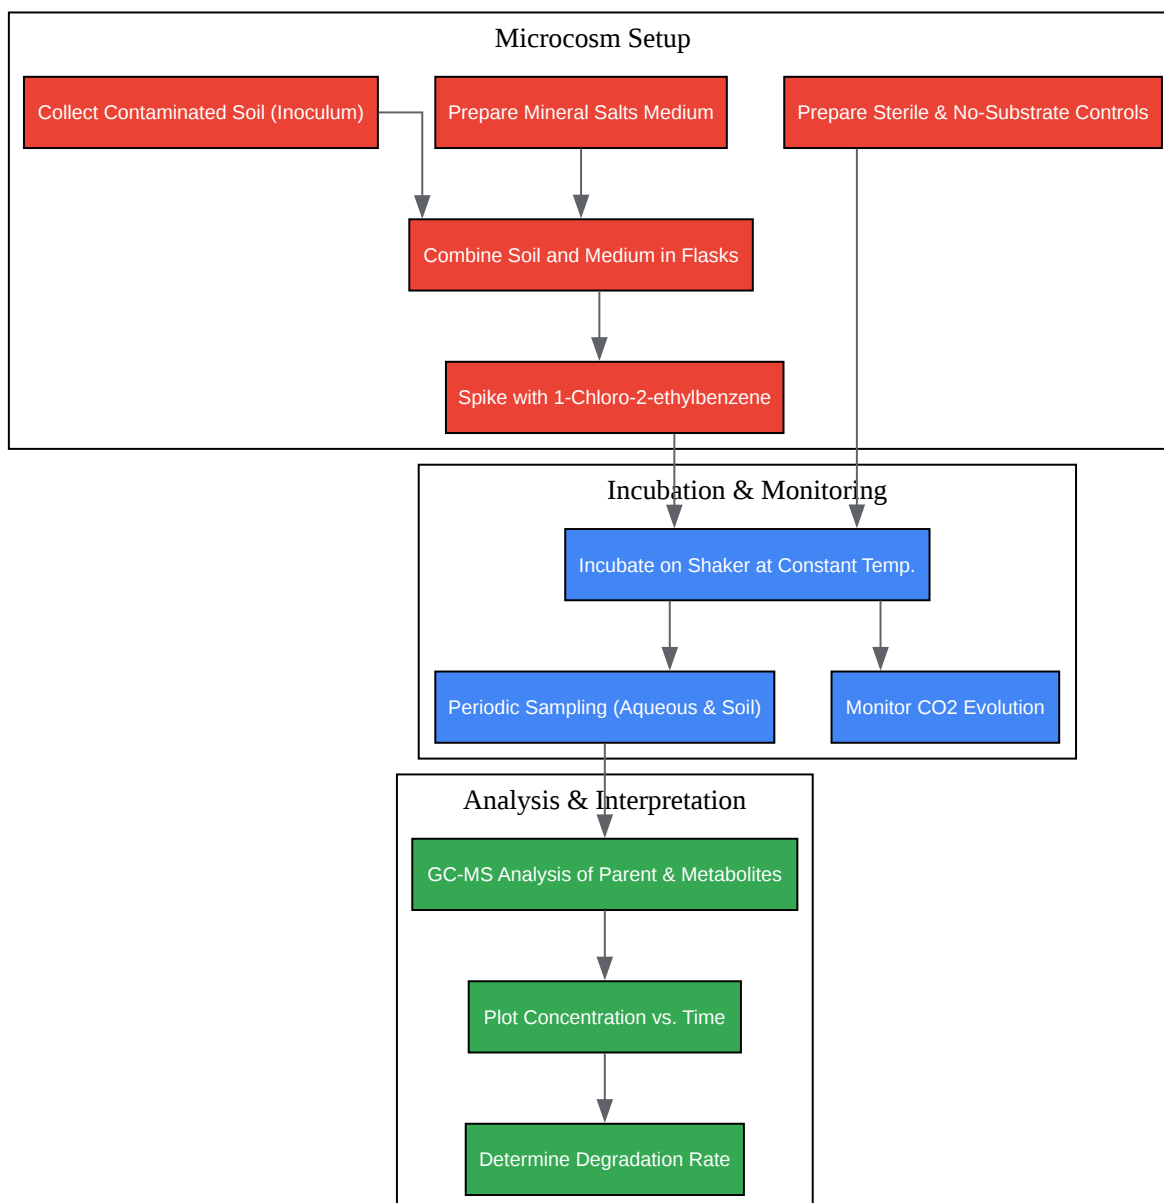 Microcosm Setup
Collect Contaminated Soil (Inoculum)
Prepare Mineral Salts Medium
Prepare Sterile & No-Substrate Controls
Combine Soil and Medium in Flasks
Spike with 1-Chloro-2-ethylbenzene
Incubation & Monitoring
Incubate on Shaker at Constant Temp.
Periodic Sampling (Aqueous & Soil)
Monitor CO2 Evolution
Analysis & Interpretation
GC-MS Analysis of Parent & Metabolites
Plot Concentration vs. Time
Determine Degradation Rate